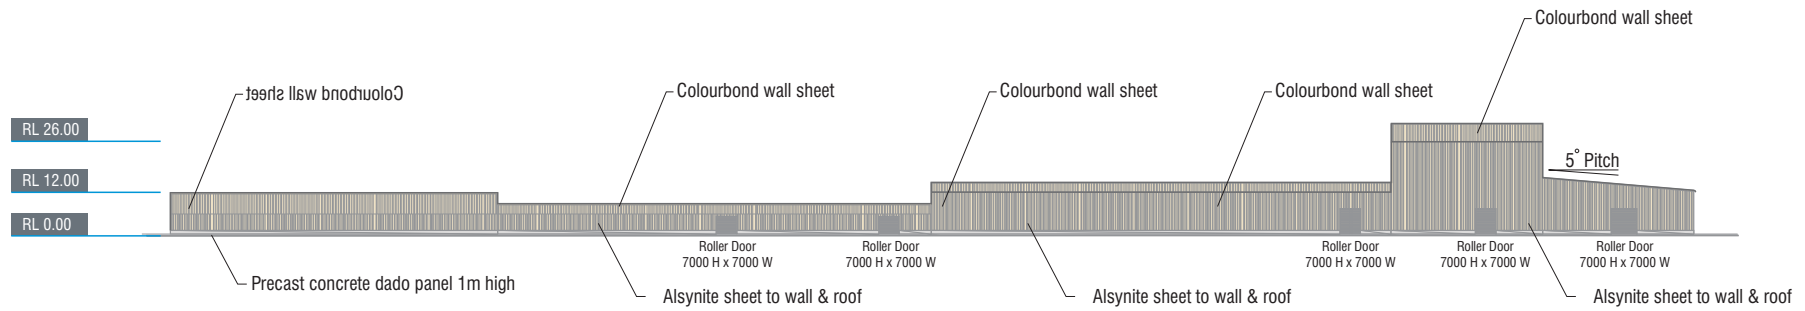 Colourbond wall sheet
Colourbond wall sheet
Colourbond wall sheet
Colourbond wall sheet
Colourbond wall sheet
RL 26.00
5° Pitch
RL 12.00
RL 0.00
Roller Door
7000 H x 7000 W
Roller Door
7000 H x 7000 W
Roller Door
7000 H x 7000 W
Roller Door
7000 H x 7000 W
Roller Door
7000 H x 7000 W
Precast concrete dado panel 1m high
Alsynite sheet to wall & roof
Alsynite sheet to wall & roof
Alsynite sheet to wall & roof